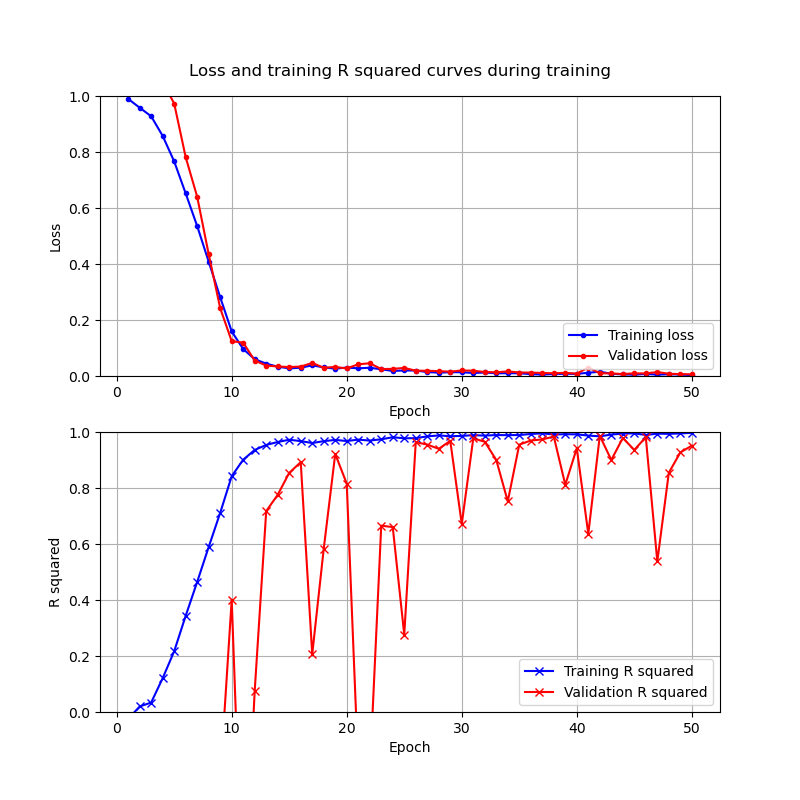 Loss and training R squared curves during training
1.0
0.8
0.6
0.4
0.2
0.0
Loss
0 10 20 30 40 50
Epoch
Training loss
Validation loss
1.0
0.8
0.6
0.4
0.2
0.0
R squared
0 10 20 30 40 50
Epoch
Training R squared
Validation R squared